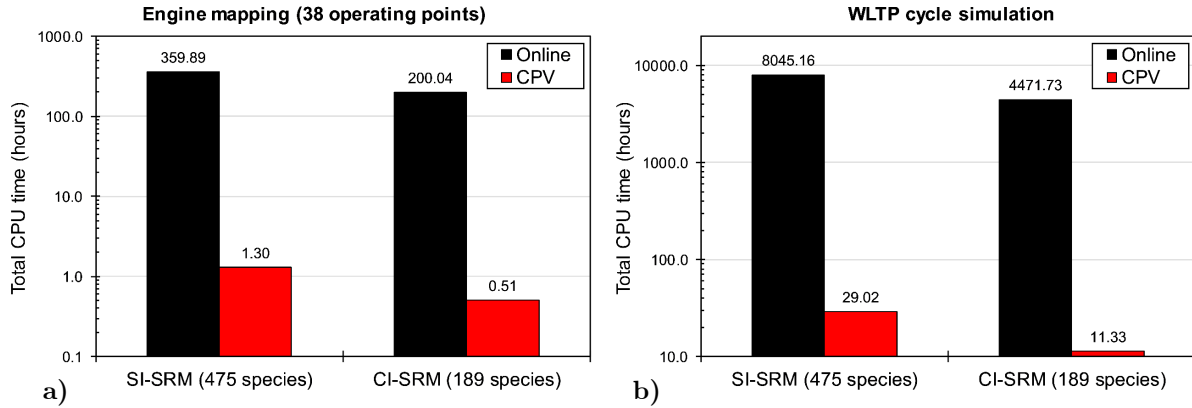 Engine mapping (38 operating points)
Total CPU time (hours)
1000.0
100.0
10.0
1.0
0.1
Online
CPV
359.89
200.04
1.30
0.51
SI-SRM (475 species)
CI-SRM (189 species)
a)
WLTP cycle simulation
Total CPU time (hours)
10000.0
1000.0
100.0
10.0
Online
CPV
8045.16
4471.73
29.02
11.33
SI-SRM (475 species)
CI-SRM (189 species)
b)